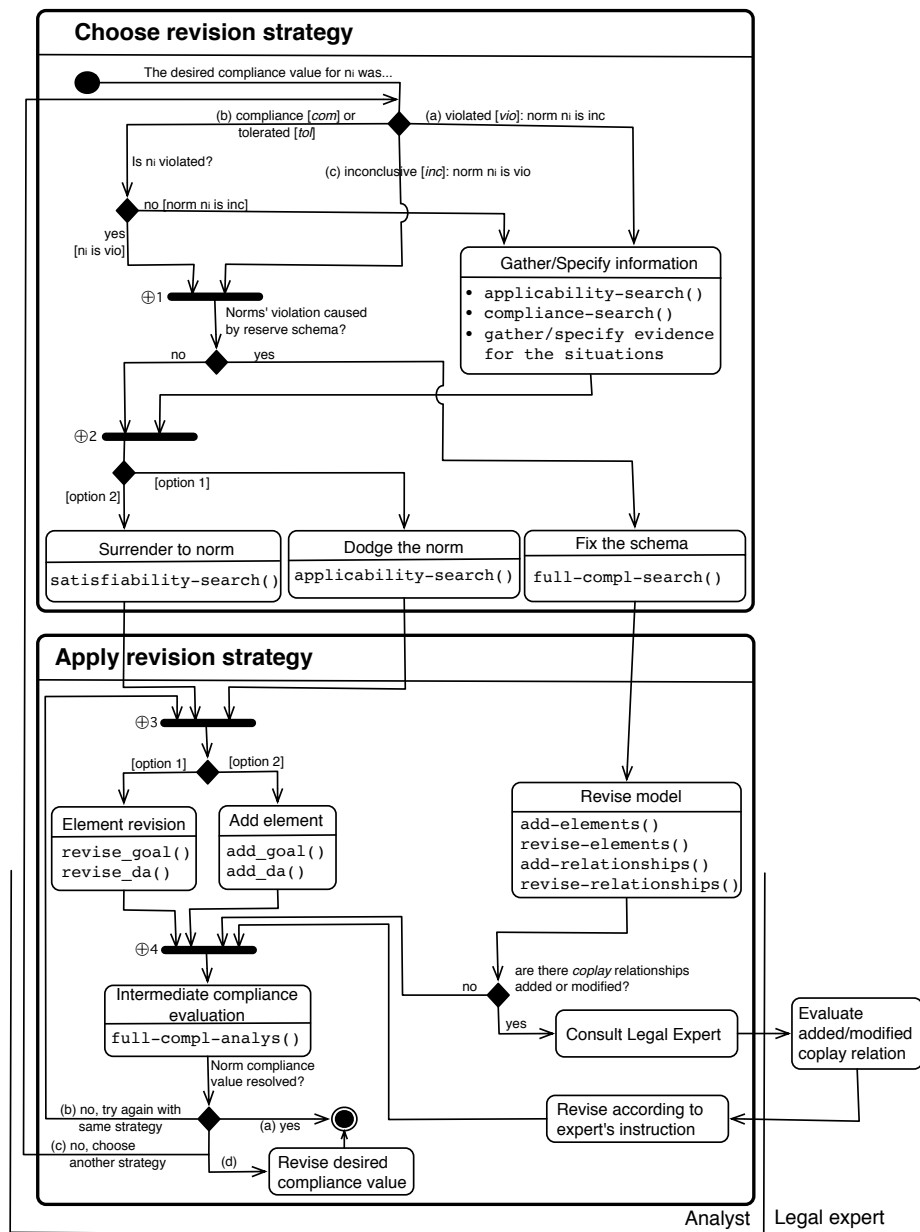 Choose revision strategy
The desired compliance value for ni was...
(b) compliance [com] or
tolerated [tol]
(a) violated [vio]: norm ni is inc
Is ni violated?
(c) inconclusive [inc]: norm ni is vio
no [norm ni is inc]
yes
[ni is vio]
Gather/Specify information
• applicability-search()
• compliance-search()
• gather/specify evidence
for the situations
⊕1
Norms' violation caused
by reserve schema?
no
yes
⊕2
[option 2]
[option 1]
Surrender to norm
satisfiability-search()
Dodge the norm
applicability-search()
Fix the schema
full-compl-search()
Apply revision strategy
⊕3
[option 1]
[option 2]
Element revision
revise_goal()
revise_da()
Add element
add_goal()
add_da()
Revise model
add-elements()
revise-elements()
add-relationships()
revise-relationships()
⊕4
are there coplay relationships
added or modified?
no
yes
Intermediate compliance
evaluation
full-compl-analys()
Consult Legal Expert
Evaluate
added/modified
coplay relation
Norm compliance
value resolved?
(b) no, try again with
same strategy
(a) yes
Revise according to
expert's instruction
(c) no, choose
another strategy
(d)
Revise desired
compliance value
Analyst
Legal expert